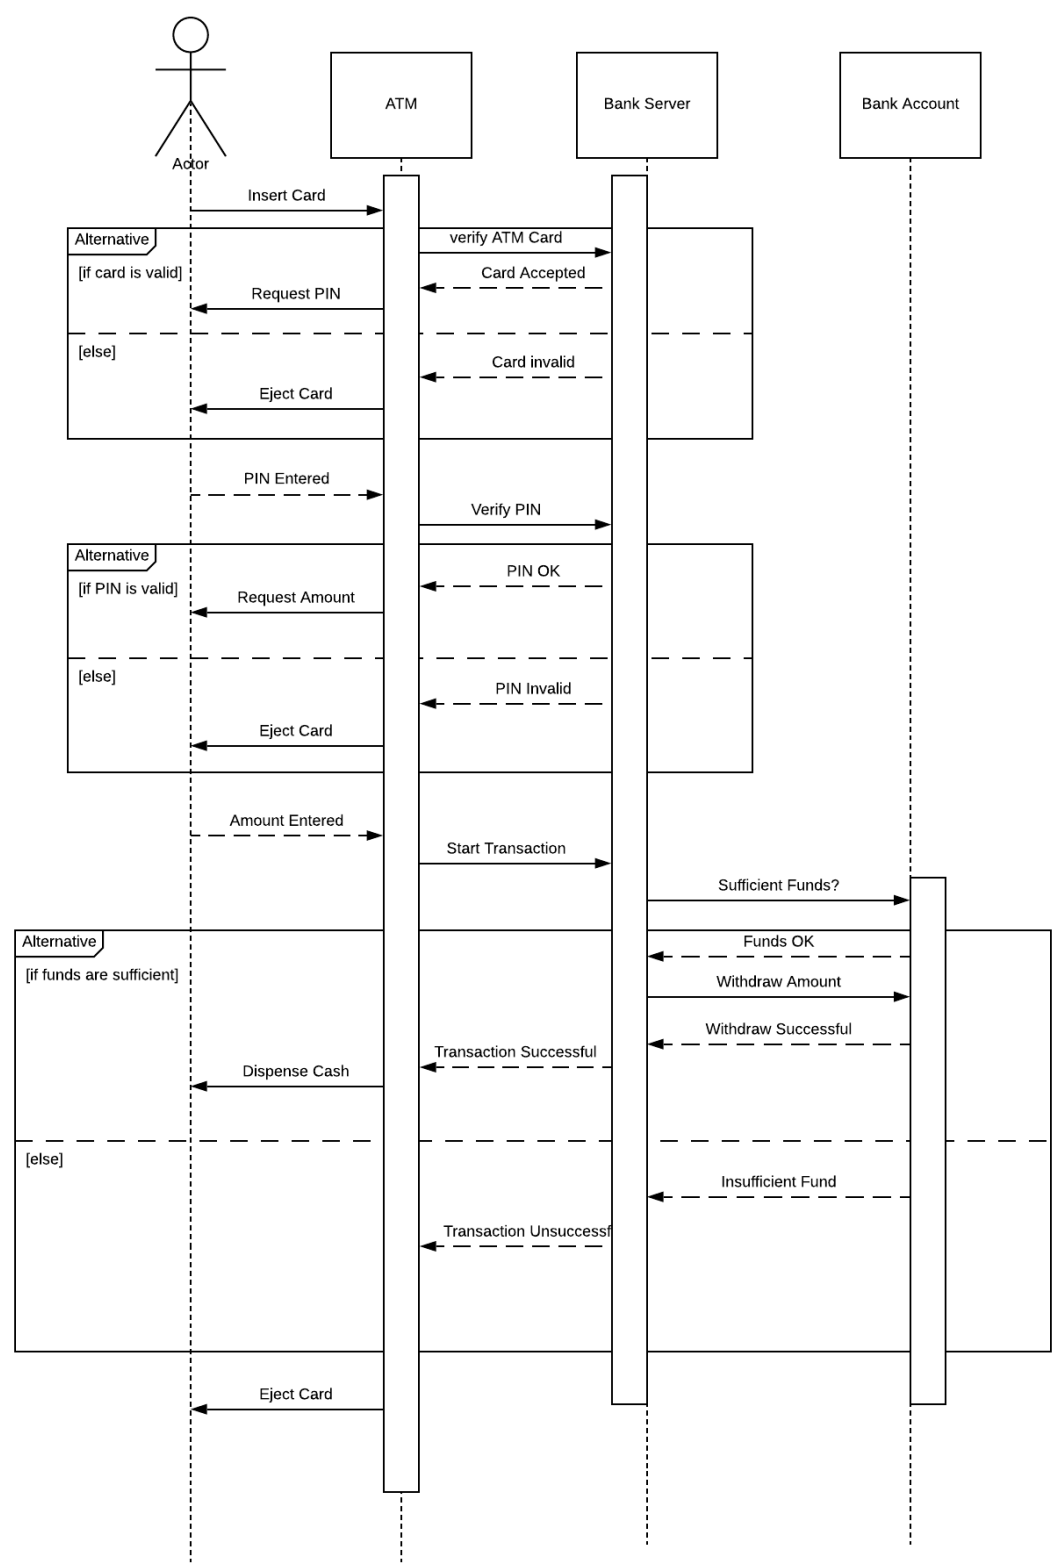 ATM
Bank Server
Bank Account
Actor
Insert Card
Alternative
verify ATM Card
[if card is valid]
Card Accepted
Request PIN
[else]
Card invalid
Eject Card
PIN Entered
Verify PIN
Alternative
[if PIN is valid]
PIN OK
Request Amount
[else]
PIN Invalid
Eject Card
Amount Entered
Start Transaction
Sufficient Funds?
Alternative
Funds OK
[if funds are sufficient]
Withdraw Amount
Withdraw Successful
Transaction Successful
Dispense Cash
[else]
Insufficient Fund
Transaction Unsuccessf
Eject Card